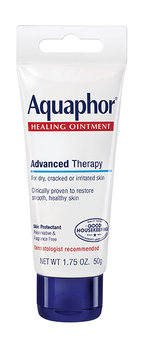 Aquaphor®
HEALING OINTMENT
Advanced Therapy
For dry, cracked or irritated skin
Clinically proven to restore
smooth, healthy skin
Skin Protectant
Preservative &
Fragrance Free
GOOD
HOUSEKEEPING
Dermatologist recommended
NET WT 1.75 OZ. 50g